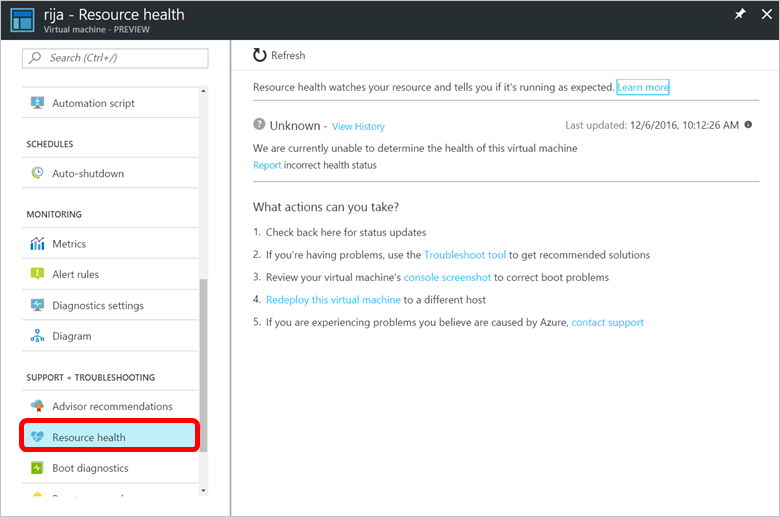 rija - Resource health
Virtual machine - PREVIEW
Search (Ctrl+/)
Automation script
SCHEDULES
Auto-shutdown
MONITORING
Metrics
Alert rules
Diagnostics settings
Diagram
SUPPORT + TROUBLESHOOTING
Advisor recommendations
Resource health
Boot diagnostics
Refresh
Resource health watches your resource and tells you if it's running as expected. Learn more
Unknown - View History
Last updated: 12/6/2016, 10:12:26 AM
We are currently unable to determine the health of this virtual machine
Report incorrect health status
What actions can you take?
1. Check back here for status updates
2. If you're having problems, use the Troubleshoot tool to get recommended solutions
3. Review your virtual machine's console screenshot to correct boot problems
4. Redeploy this virtual machine to a different host
5. If you are experiencing problems you believe are caused by Azure, contact support